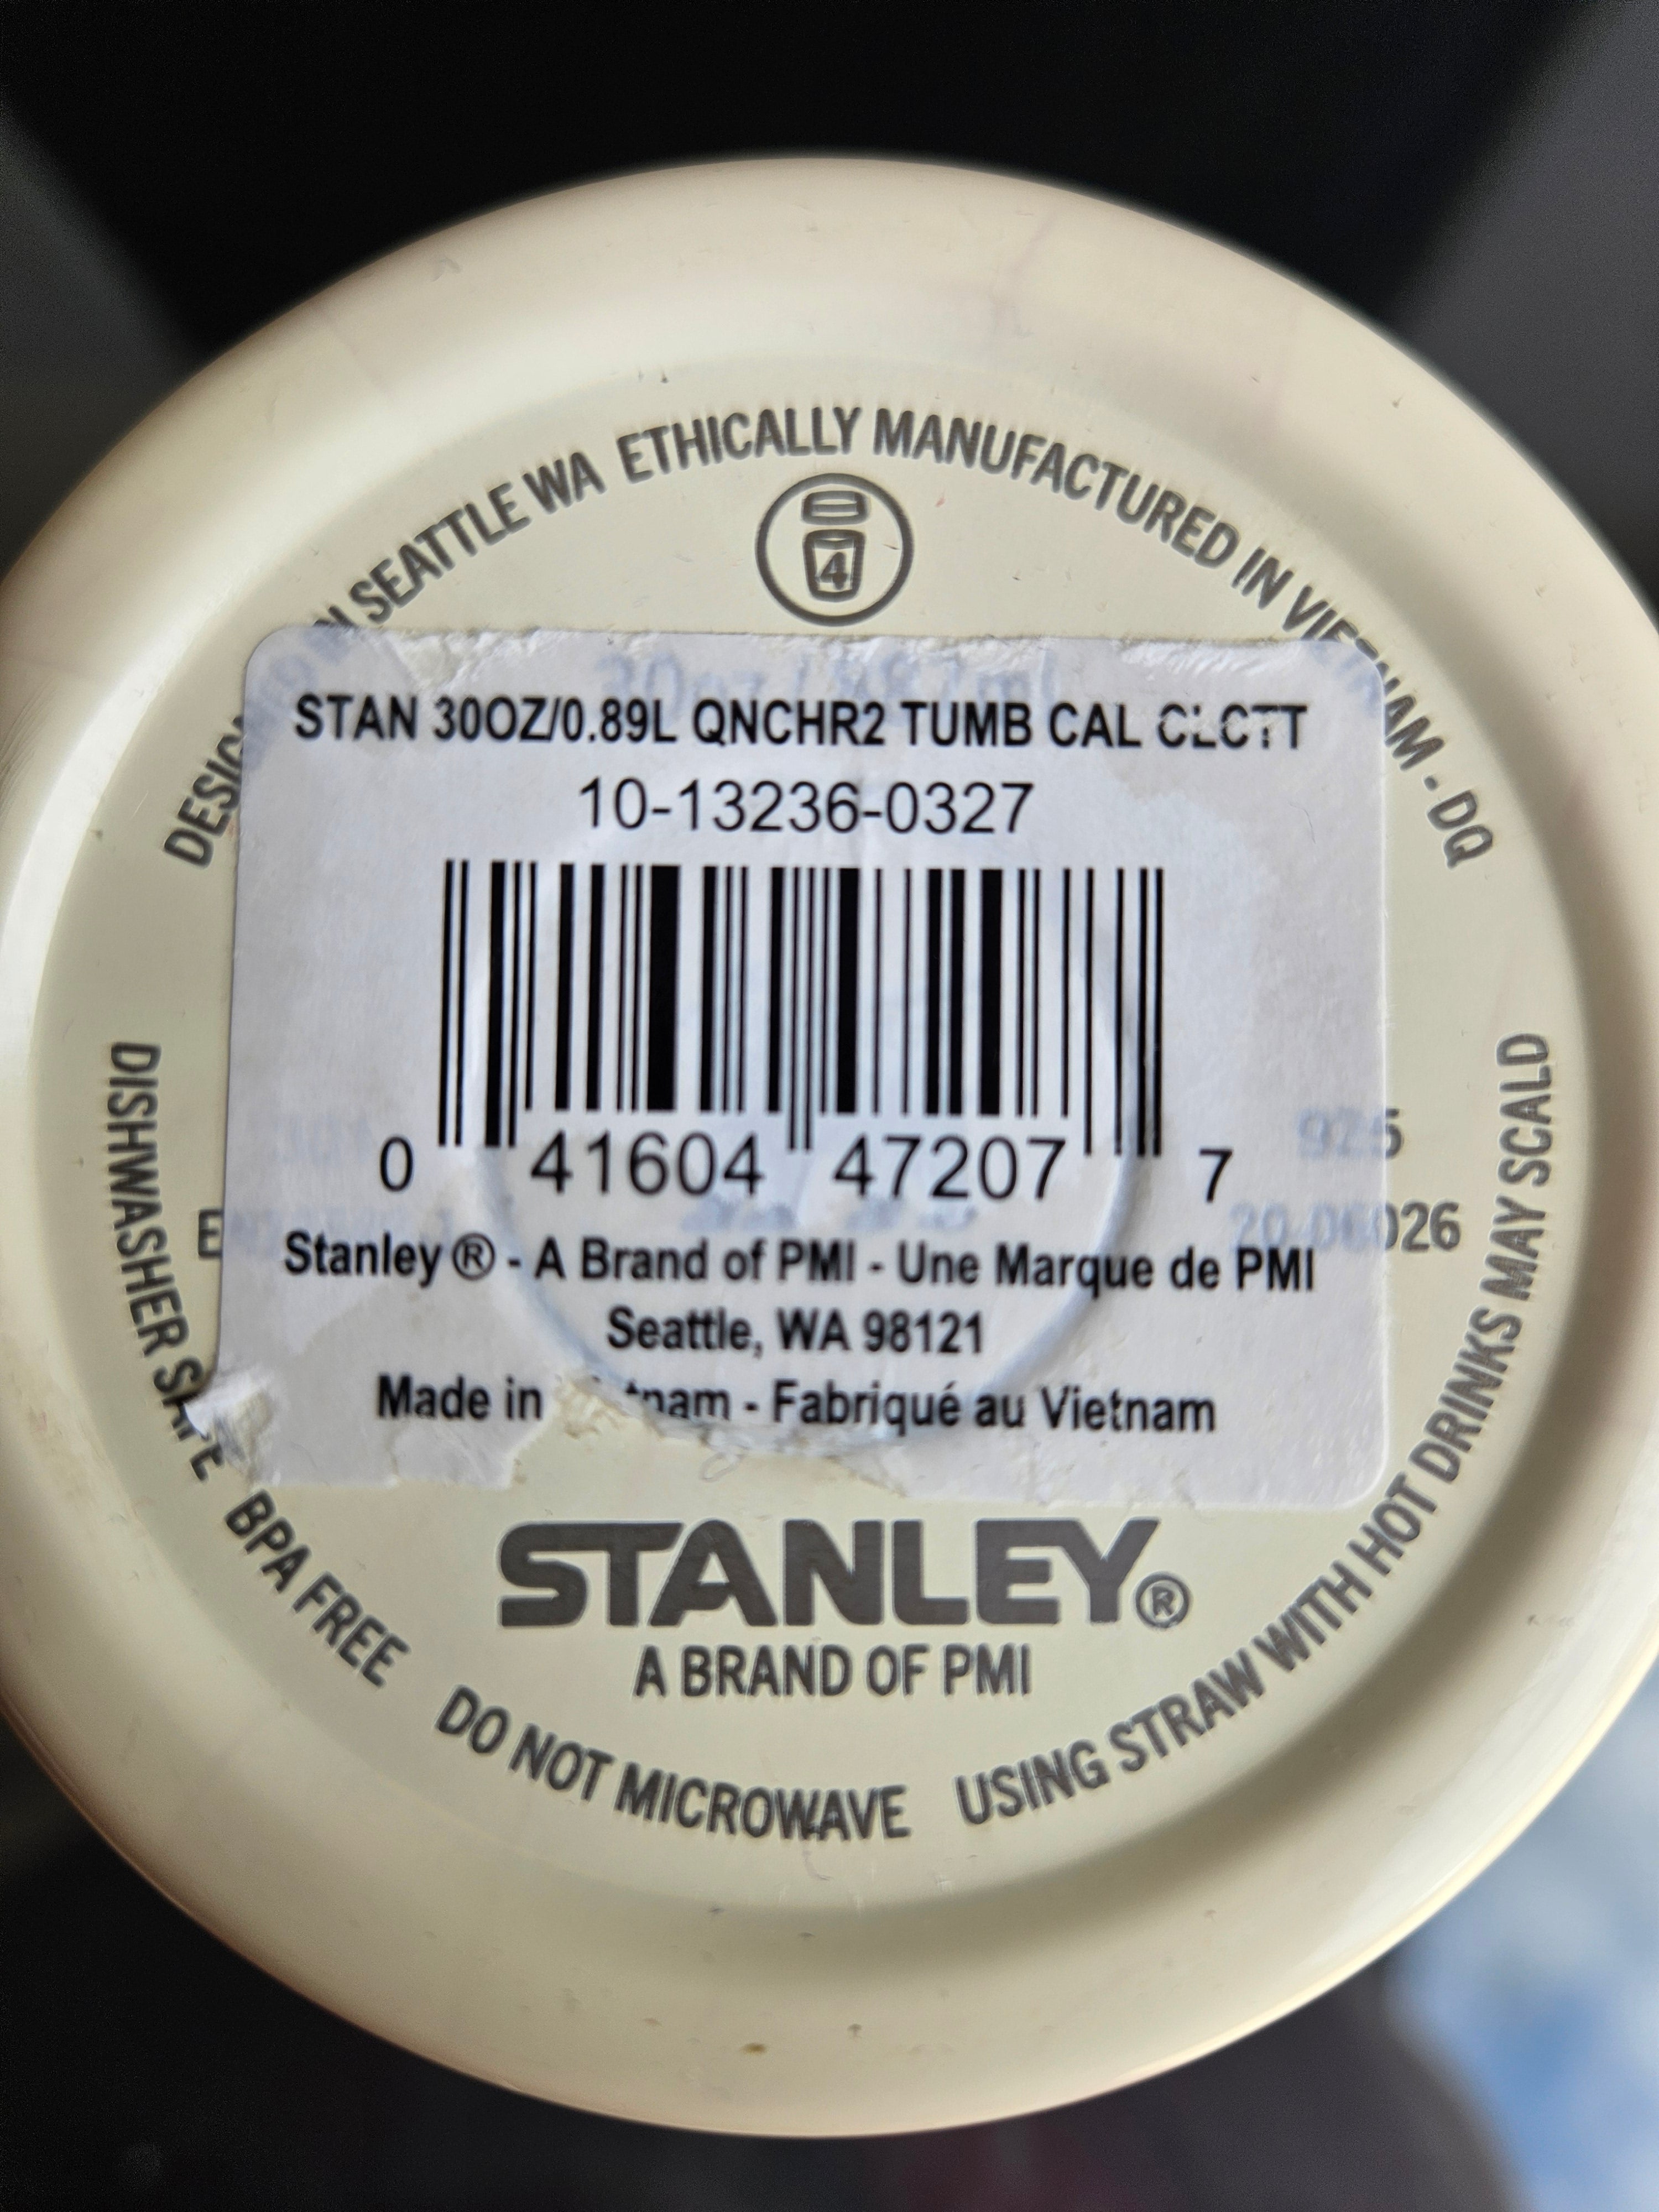 SEATTLE WA ETHICALLY MANUFACTURED IN VIETNAM - DQ
4
STAN 30OZ/0.89L QNCHR2 TUMB CAL CLCTT
10-13236-0327
0 41604 47207 7
Stanley® - A Brand of PMI - Une Marque de PMI
Seattle, WA 98121
Made in - Fabriqué au Vietnam
STANLEY®
A BRAND OF PMI
DISHWASHER SAFE BPA FREE DO NOT MICROWAVE USING STRAW WITH HOT DRINKS MAY SCALD